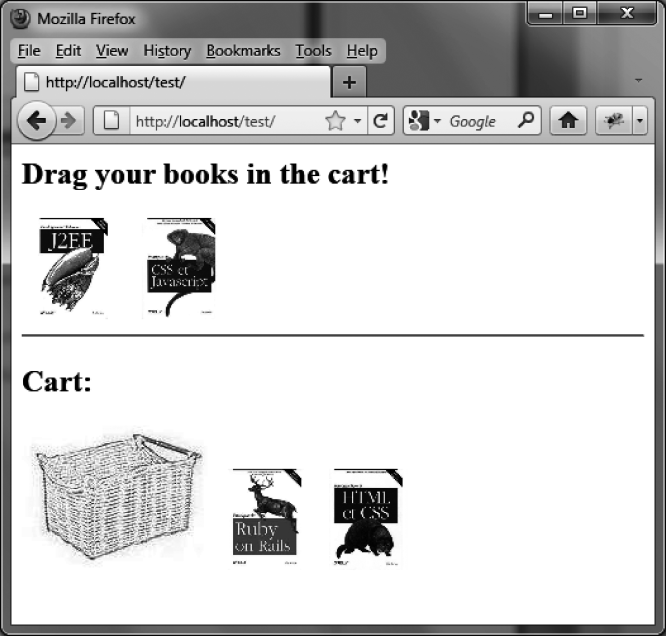 Mozilla Firefox
File Edit View History Bookmarks Tools Help
http://localhost/test/
http://localhost/test/ Google
Drag your books in the cart!
J2EE
CSS et
Javascript
Cart:
Ruby
on Rails
HTML
et CSS